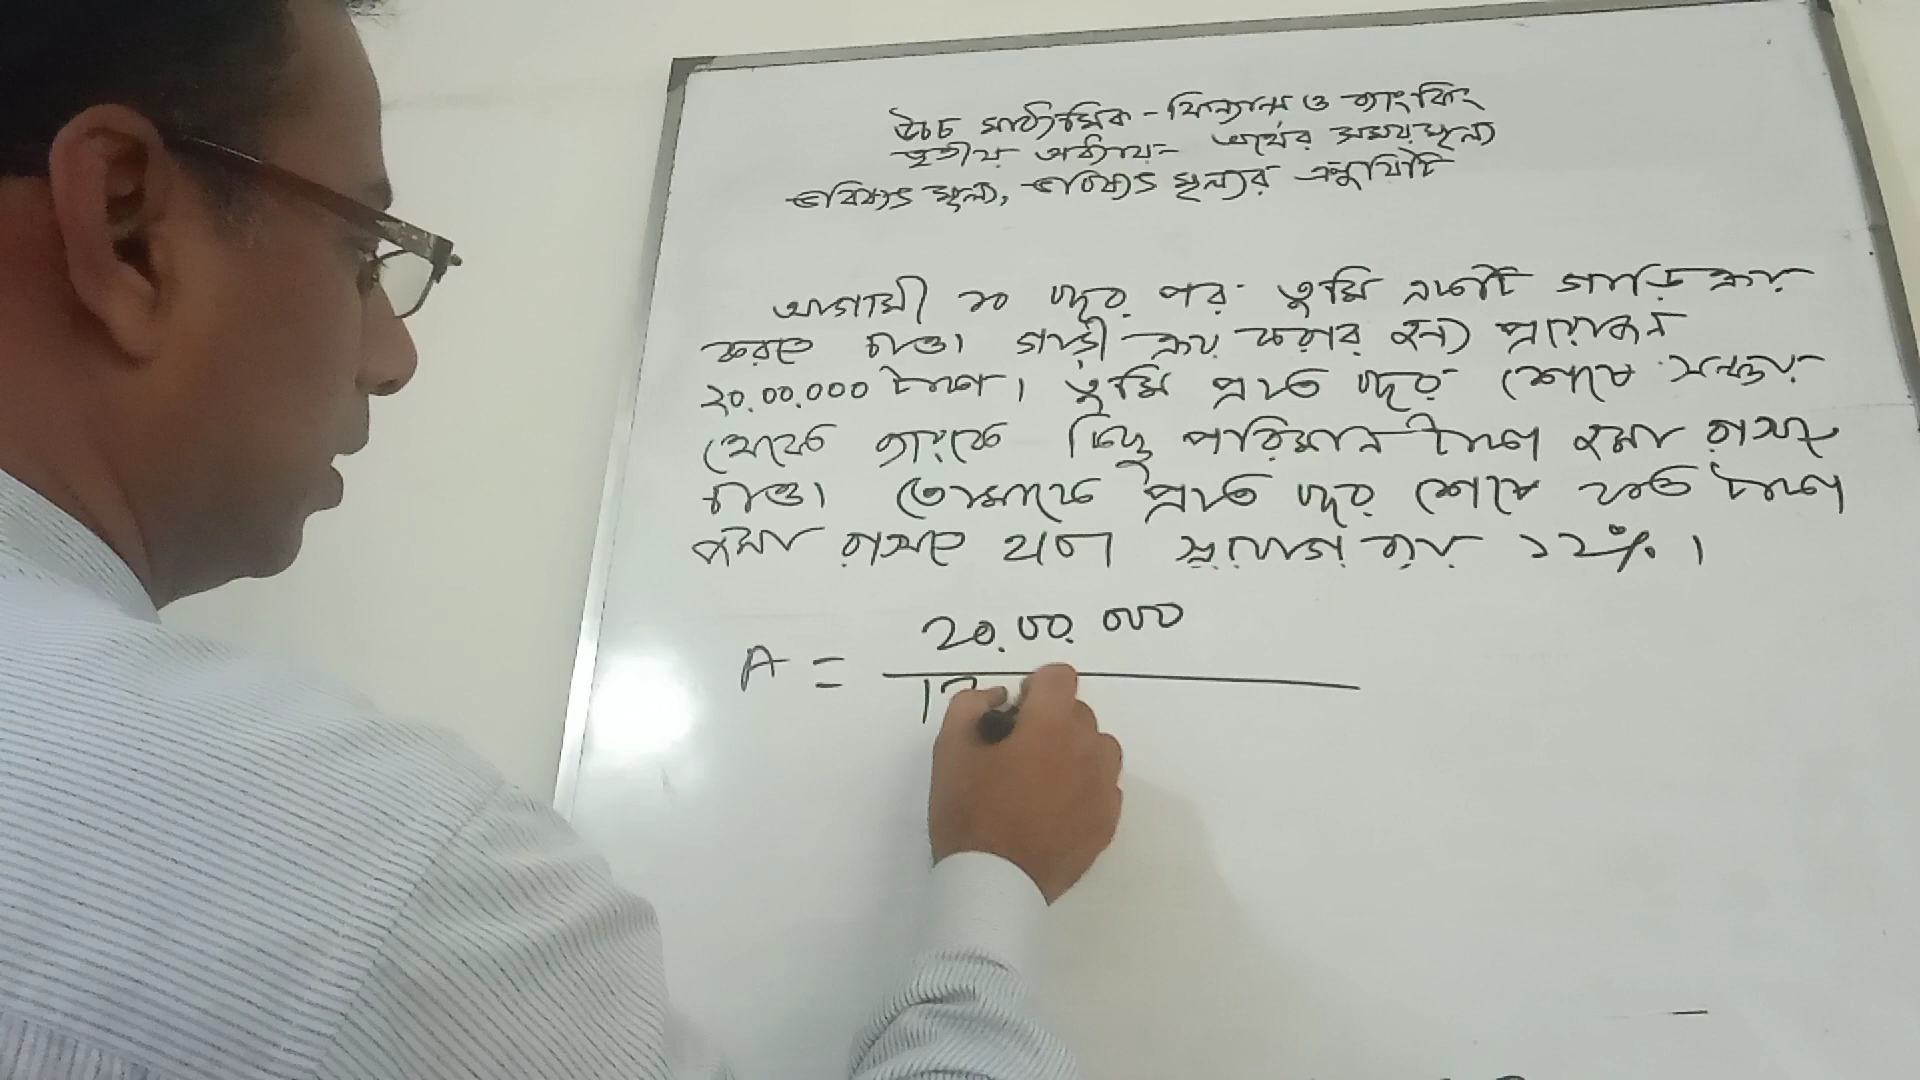 উচ্চ মাধ্যমিক - ফিন্যান্স ও ব্যাংকিং
তৃতীয় অধ্যায়:- অর্থের সময়মূল্য
ভবিষ্যৎ মূল্য, ভবিষ্যৎ মূল্যের এন্যুয়িটি
আগামী ১০ বছর পর তুমি একটি গাড়ি ক্রয়
করতে চাও। গাড়ী ক্রয় করার জন্য প্রয়োজন
২০,০০,০০০ টাকা। তুমি প্রতি বছর শেষে সঞ্চয়
থেকে ব্যাংকে কিছু পরিমান টাকা জমা রাখতে
চাও। তোমাকে প্রতি বছর শেষে কত টাকা
জমা রাখতে হবে। সুদের হার ১২%।
A = 20,00,000
12